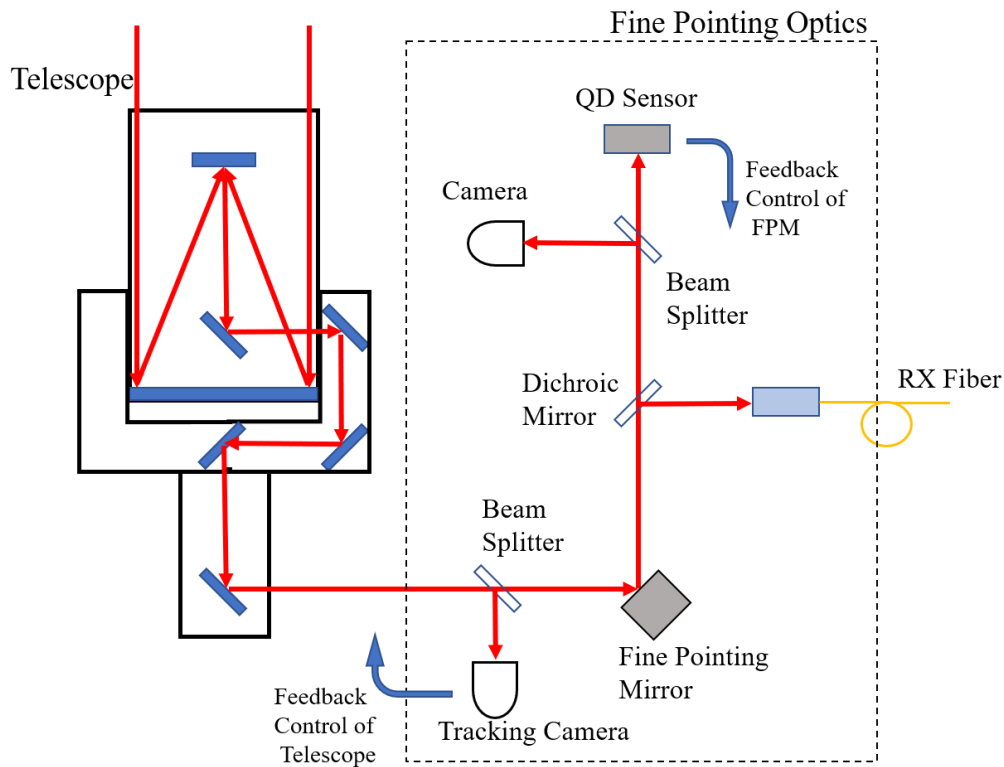 Fine Pointing Optics
Telescope
QD Sensor
Feedback
Control of
FPM
Camera
Beam
Splitter
Dichroic
Mirror
RX Fiber
Beam
Splitter
Fine Pointing
Mirror
Feedback
Control of
Telescope
Tracking Camera